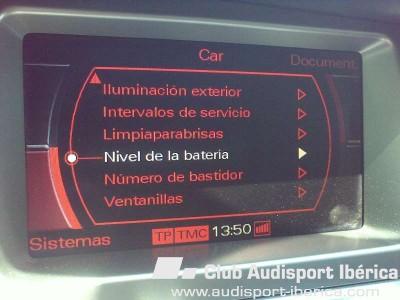 Car
Document.
Iluminación exterior
Intervalos de servicio
Limpiaparabrisas
Nivel de la bateria
Número de bastidor
Ventanillas
Sistemas
TP TMC 13:50
Club Audisport Ibérica
www.audisport-iberica.com